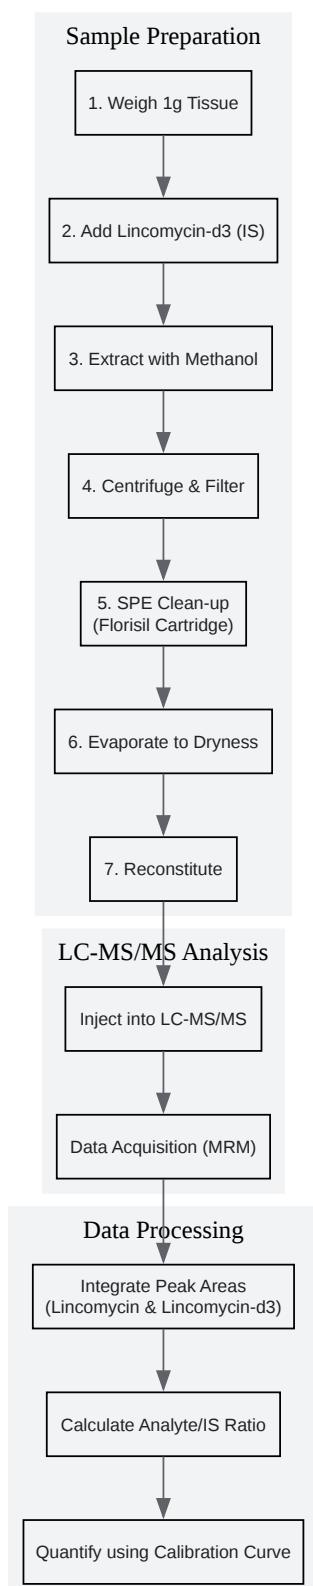 Sample Preparation
1. Weigh 1g Tissue
2. Add Lincomycin-d3 (IS)
3. Extract with Methanol
4. Centrifuge & Filter
5. SPE Clean-up
(Florisil Cartridge)
6. Evaporate to Dryness
7. Reconstitute
LC-MS/MS Analysis
Inject into LC-MS/MS
Data Acquisition (MRM)
Data Processing
Integrate Peak Areas
(Lincomycin & Lincomycin-d3)
Calculate Analyte/IS Ratio
Quantify using Calibration Curve